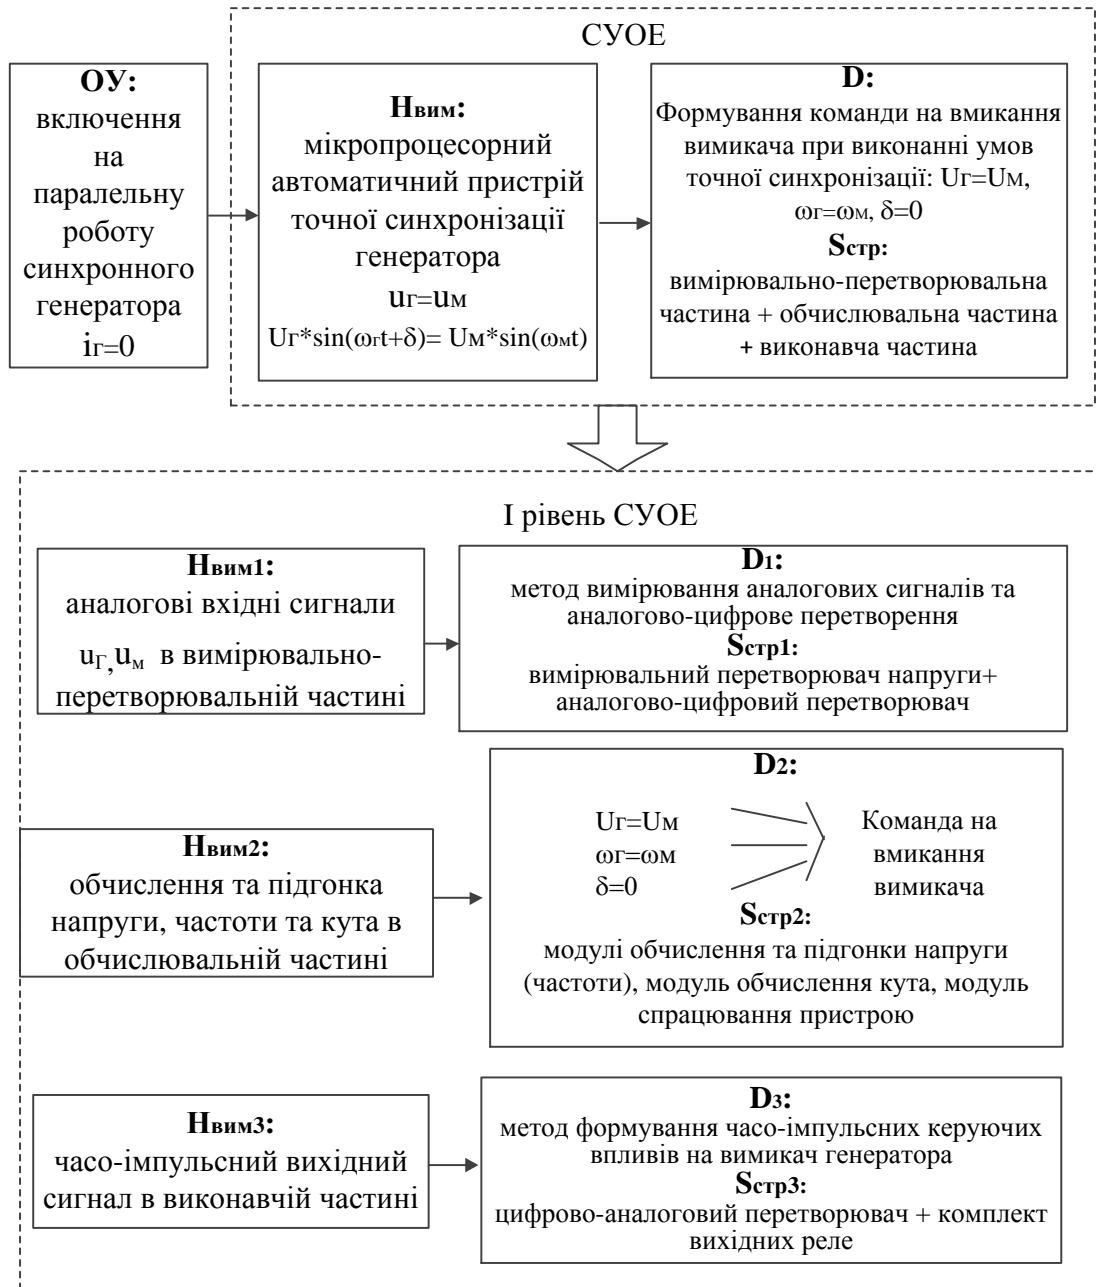 СУОЕ
ОУ:
включення
на
паралельну
роботу
синхронного
генератора
iг=0
Нвим:
мікропроцесорний
автоматичний пристрій
точної синхронізації
генератора
uг=uм
Uг*sin(ωгt+δ)= Uм*sin(ωмt)
D:
Формування команди на вмикання
вимикача при виконанні умов
точної синхронізації: Uг=Uм,
ωг=ωм, δ=0
Sстр:
вимірювально-перетворювальна
частина + обчислювальна частина
+ виконавча частина
І рівень СУОЕ
Нвим1:
аналогові вхідні сигнали
uГ,uм в вимірювально-
перетворювальній частині
D1:
метод вимірювання аналогових сигналів та
аналогово-цифрове перетворення
Sстр1:
вимірювальний перетворювач напруги+
аналогово-цифровий перетворювач
Нвим2:
обчислення та підгонка
напруги, частоти та кута в
обчислювальній частині
D2:
Uг=Uм
ωг=ωм
δ=0
Команда на
вмикання
вимикача
Sстр2:
модулі обчислення та підгонки напруги
(частоти), модуль обчислення кута, модуль
спрацювання пристрою
Нвим3:
часо-імпульсний вихідний
сигнал в виконавчій частині
D3:
метод формування часо-імпульсних керуючих
впливів на вимикач генератора
Sстр3:
цифрово-аналоговий перетворювач + комплект
вихідних реле